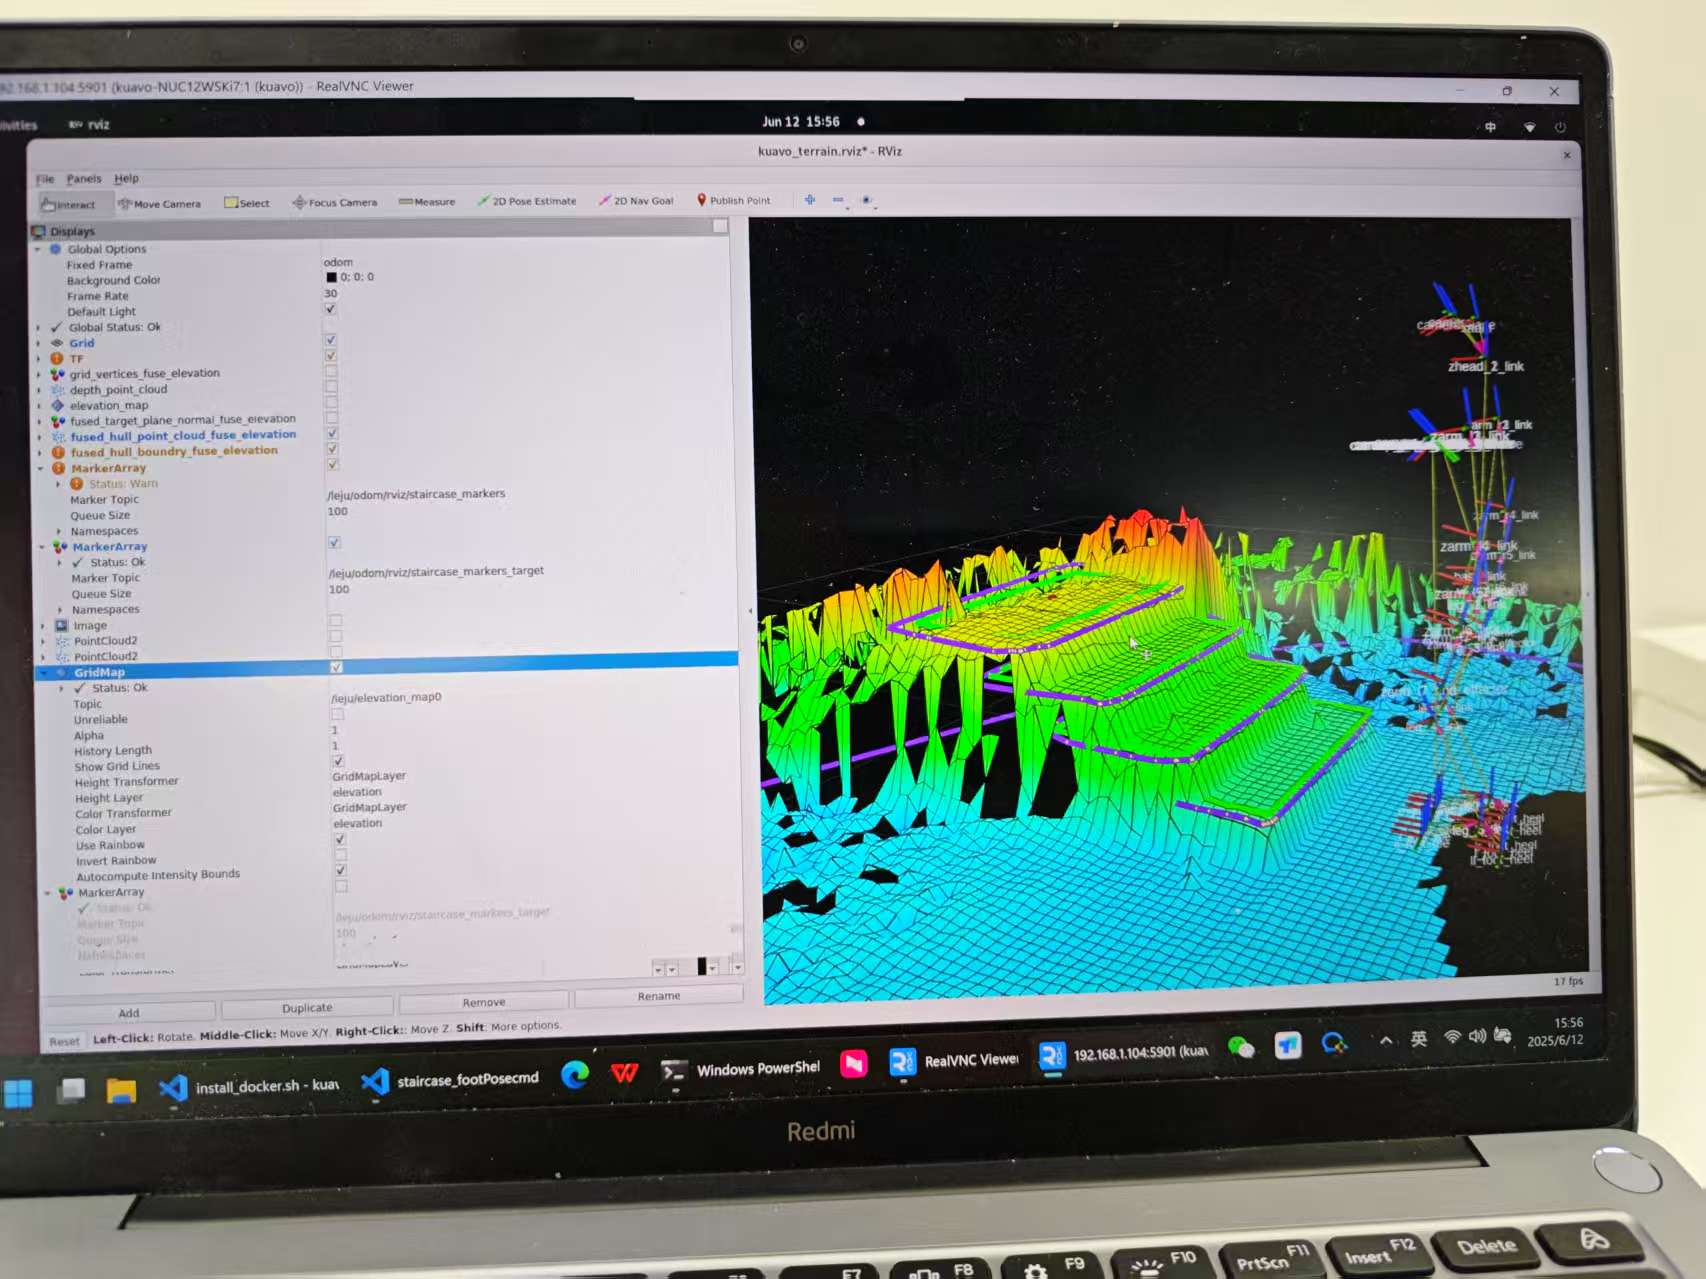 92.168.1.104:5901 (kuavo-NUC12WSKi7:1 (kuavo)) - RealVNC Viewer
ivities
rviz
Jun 12 15:56
中
kuavo_terrain.rviz* - RViz
File Panels Help
Interact
Move Camera
Select
Focus Camera
Measure
2D Pose Estimate
2D Nav Goal
Publish Point
Displays
Global Options
Fixed Frame odom
Background Color 0; 0; 0
Frame Rate 30
Default Light
Global Status: Ok
Grid
TF
grid_vertices_fuse_elevation
depth_point_cloud
elevation_map
fused_target_plane_normal_fuse_elevation
fused_hull_point_cloud_fuse_elevation
fused_hull_boundry_fuse_elevation
MarkerArray
Status: Warn
Marker Topic /leju/odom/rviz/staircase_markers
Queue Size 100
Namespaces
MarkerArray
Status: Ok
Marker Topic /leju/odom/rviz/staircase_markers_target
Queue Size 100
Namespaces
Image
PointCloud2
PointCloud2
GridMap
Status: Ok
Topic /leju/elevation_map0
Unreliable
Alpha 1
History Length 1
Show Grid Lines
Height Transformer GridMapLayer
Height Layer elevation
Color Transformer GridMapLayer
Color Layer elevation
Use Rainbow
Invert Rainbow
Autocompute Intensity Bounds
MarkerArray
Status: Ok
Marker Topic /leju/odom/rviz/staircase_markers_target
Queue Size 100
Namespaces
Add
Duplicate
Remove
Rename
Reset
Left-Click: Rotate. Middle-Click: Move X/Y. Right-Click:: Move Z. Shift: More options.
17 fps
zhead_2_link
zarm_r4_link
install_docker.sh - kuav
staircase_footPosecmd
Windows PowerShel
RealVNC Viewer
192.168.1.104:5901 (kuav
英
15:56
2025/6/12
Redmi
F7
F8
F9
F10
PrtScn F11
Insert F12
Delete